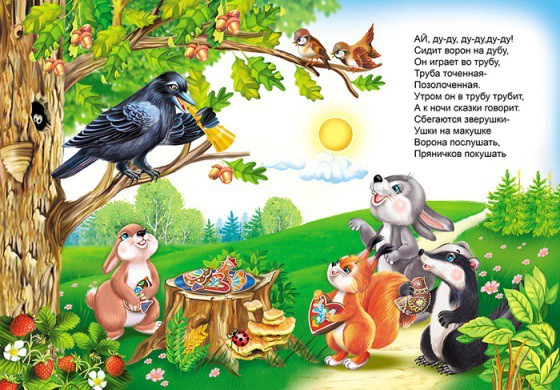 АЙ, ду-ду, ду-ду,ду-ду!
Сидит ворон на дубу,
Он играет во трубу,
Труба точенная-
Позолоченная.
Утром он в трубу трубит,
А к ночи сказки говорит.
Сбегаются зверушки-
Ушки на макушке
Ворона послушать,
Пряничков покушать